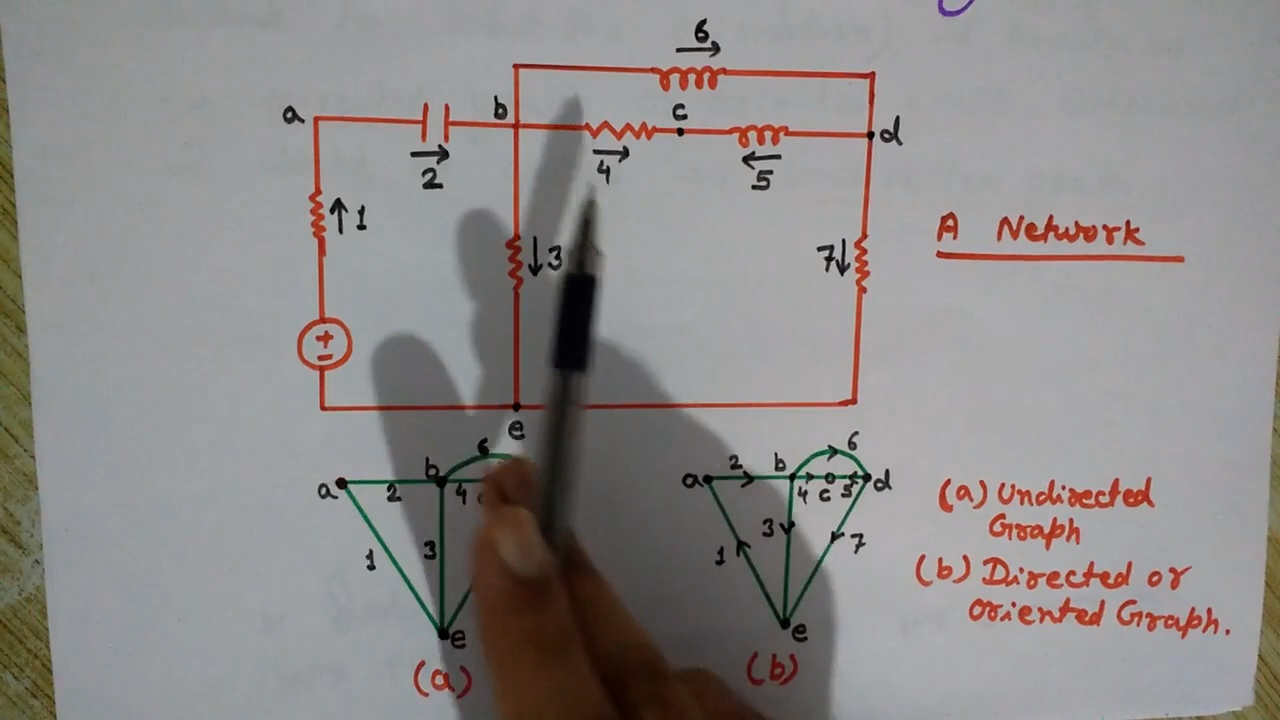 6
a
b
c
d
2
4
5
1
3
7
A Network
e
a
b
6
2
4
1
3
e
(a)
a
2
b
6
4
c
5
d
3
1
7
e
(b)
(a) Undirected
Graph
(b) Directed or
oriented Graph.